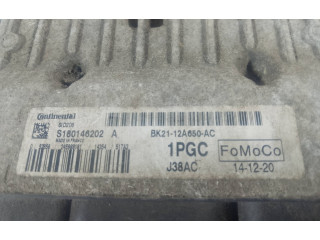 Continental
S180146202 A
BK21-12A650-AC
1PGC
FoMoCo
J38AC
14-12-20